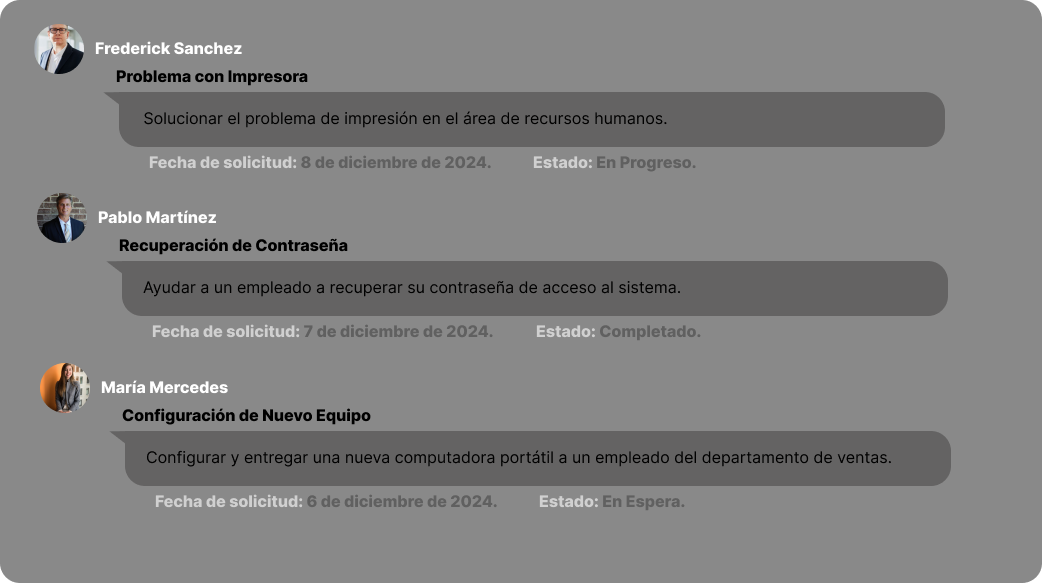 Frederick Sanchez
Problema con Impresora
Solucionar el problema de impresión en el área de recursos humanos.
Fecha de solicitud: 8 de diciembre de 2024. Estado: En Progreso.
Pablo Martínez
Recuperación de Contraseña
Ayudar a un empleado a recuperar su contraseña de acceso al sistema.
Fecha de solicitud: 7 de diciembre de 2024. Estado: Completado.
María Mercedes
Configuración de Nuevo Equipo
Configurar y entregar una nueva computadora portátil a un empleado del departamento de ventas.
Fecha de solicitud: 6 de diciembre de 2024. Estado: En Espera.